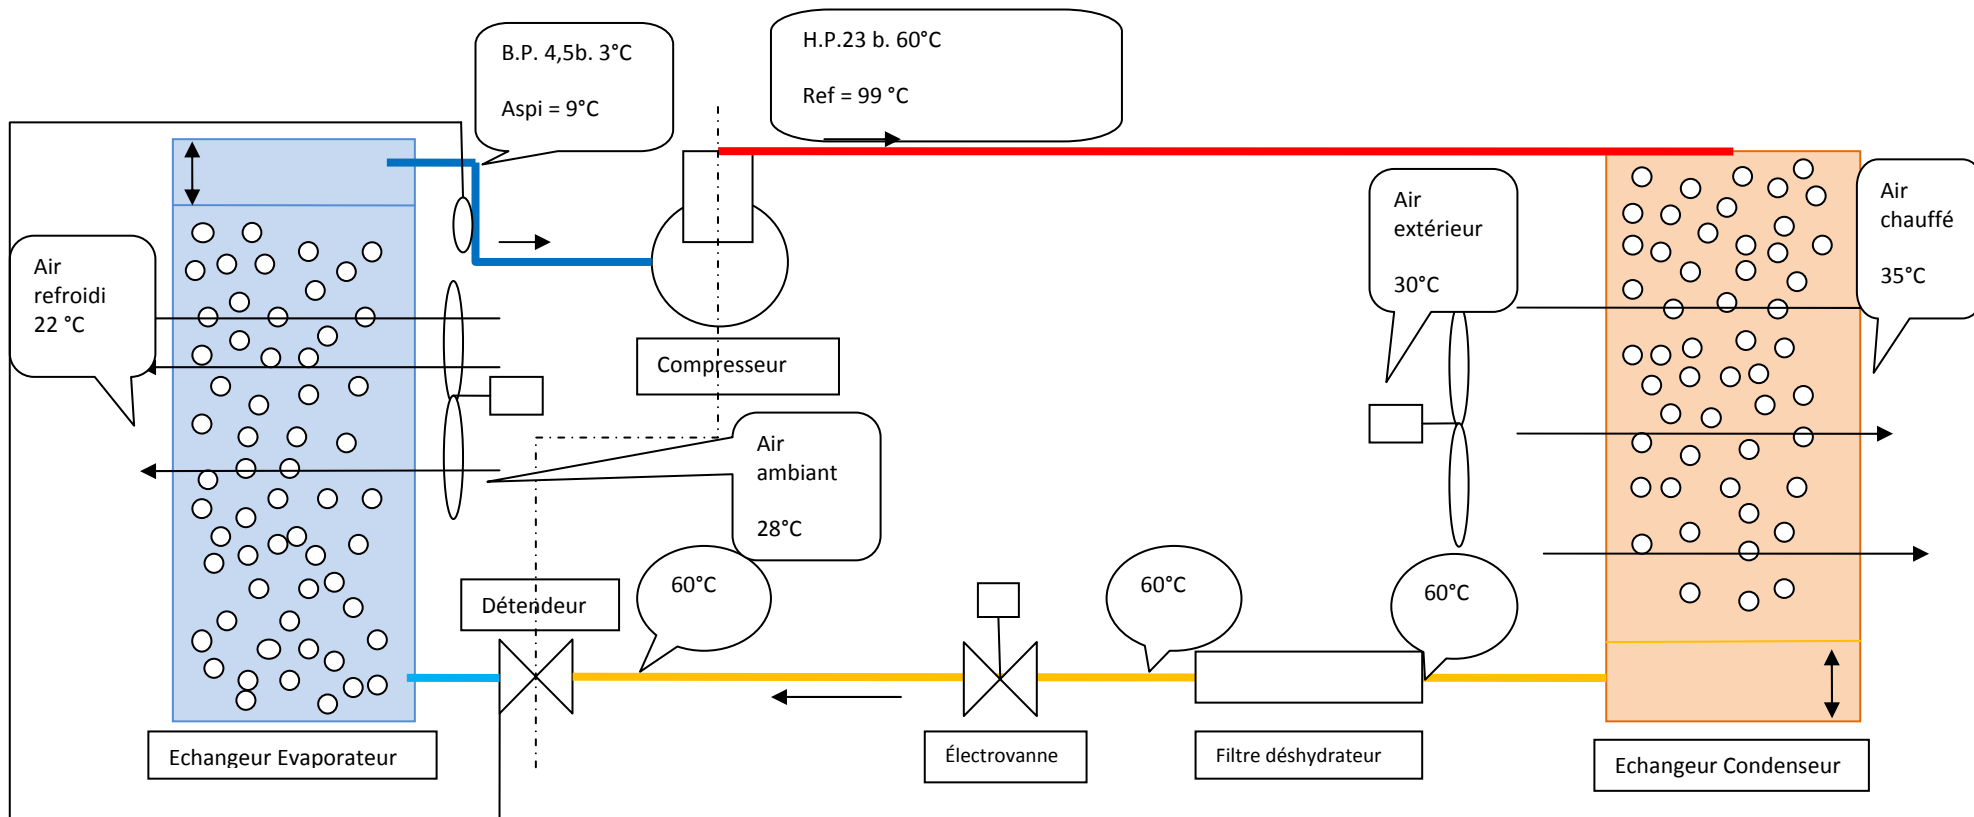 B.P. 4,5b. 3°C
Aspi = 9°C
H.P.23 b. 60°C
Ref = 99 °C
Air
refroidi
22 °C
Air
extérieur
30°C
Air
chauffé
35°C
Compresseur
Air
ambiant
28°C
Détendeur
60°C
60°C
60°C
Echangeur Evaporateur
Électrovanne
Filtre déshydrateur
Echangeur Condenseur